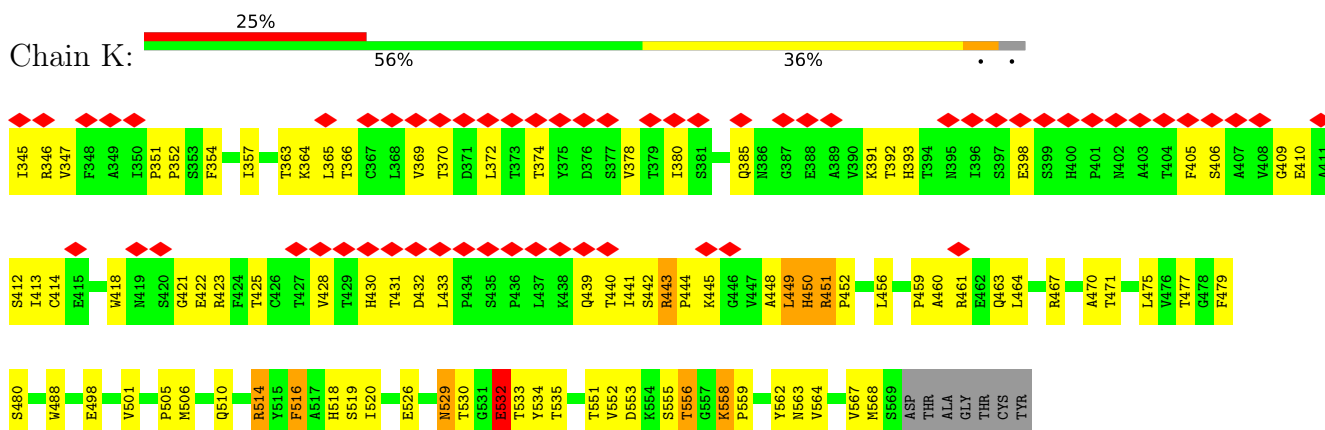 25%
Chain K:
56% 36% • •
I345 R346 V347 F348 A349 I350 P351 P352 S353 F354 I357 T363 K364 L365 T366 C367 L368 V369 T370 D371 L372 T373 T374 Y375 D376 S377 V378 T379 I380 S381 Q385 N386 G387 E388 A389 V390 K391 T392 H393 T394 N395 I396 S397 E398 S399 H400 P401 N402 A403 T404 F405 S406 A407 V408 G409 E410 A411
S412 I413 C414 E415 W418 N419 S420 G421 E422 R423 F424 T425 C426 T427 V428 T429 H430 T431 D432 L433 P434 S435 P436 L437 K438 Q439 T440 I441 S442 R443 P444 K445 G446 V447 A448 L449 H450 R451 P452 L456 P459 A460 R461 E462 Q463 L464 R467 A470 T471 L475 V476 T477 G478 F479
S480 W488 E498 V501 P505 M506 Q510 R514 Y515 F516 A517 H518 S519 I520 E526 N529 T530 G531 E532 T533 Y534 T535 T551 V552 D553 K554 S555 T556 G557 K558 P559 Y562 N563 V564 V567 M568 S569 ASP THR ALA GLY THR CYS TYR